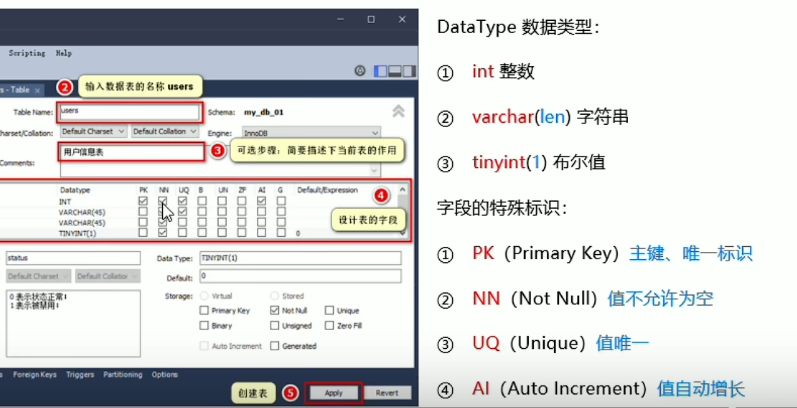 Scripting Help
s - Table ×
② 输入数据表的名称 users
Table Name: users Schema: my_db_01
Charset/Collation: Default Charset Default Collation Engine: InnoDB
用户信息表
③ 可选步骤：简要描述下当前表的作用
Comments:
Datatype PK NN UQ B UN ZF AI G Default/Expression
④ 设计表的字段
INT
VARCHAR(45)
VARCHAR(45)
TINYINT(1) 0
status Data Type: TINYINT(1)
Default Charset Default Collation Default: 0
0 表示状态正常；
1 表示被禁用；
Storage: Virtual Stored
Primary Key Not Null Unique
Binary Unsigned Zero Fill
Auto Increment Generated
s Foreign Keys Triggers Partitioning Options
创建表 ⑤ Apply Revert
DataType 数据类型：
① int 整数
② varchar(len) 字符串
③ tinyint(1) 布尔值
字段的特殊标识：
① PK（Primary Key）主键、唯一标识
② NN（Not Null）值不允许为空
③ UQ（Unique）值唯一
④ AI（Auto Increment）值自动增长